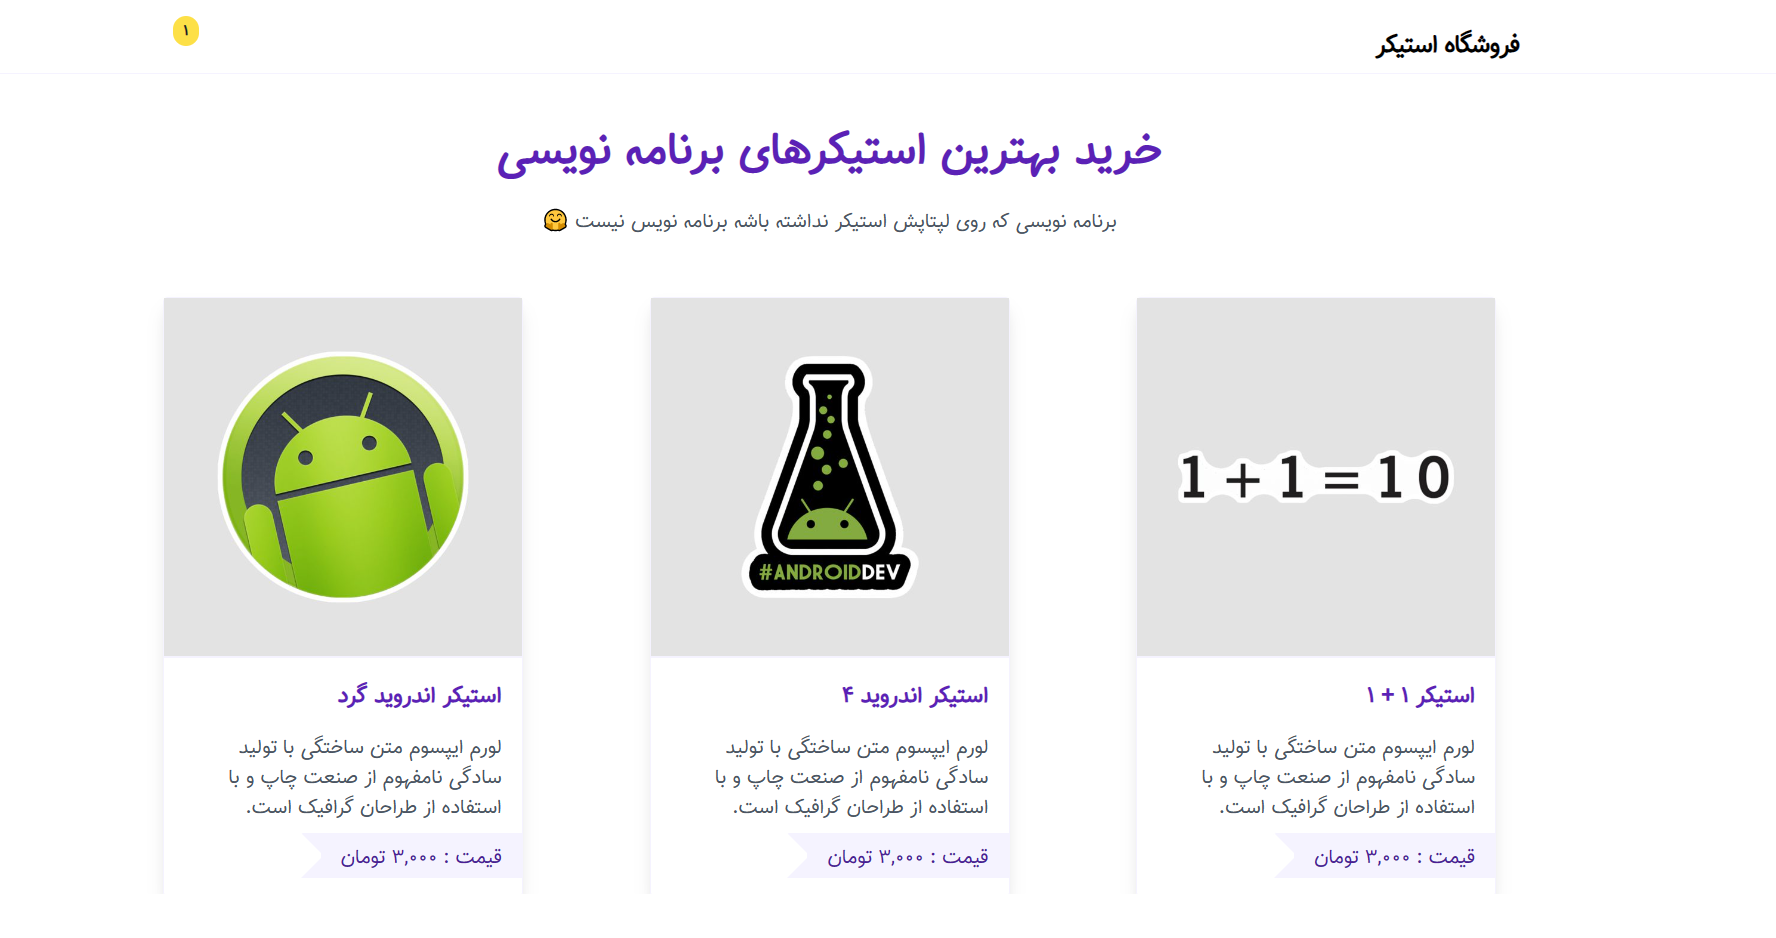 فروشگاه استیکر
۱
خرید بهترین استیکرهای برنامه نویسی
برنامه نویسی که روی لپتاپش استیکر نداشته باشه برنامه نویس نیست 🤗
1 + 1 = 1 0
استیکر ۱ + ۱
لورم ایپسوم متن ساختگی با تولید
سادگی نامفهوم از صنعت چاپ و با
استفاده از طراحان گرافیک است.
قیمت : ۳,۰۰۰ تومان
#ANDROIDDEV
استیکر اندروید ۴
لورم ایپسوم متن ساختگی با تولید
سادگی نامفهوم از صنعت چاپ و با
استفاده از طراحان گرافیک است.
قیمت : ۳,۰۰۰ تومان
استیکر اندروید گرد
لورم ایپسوم متن ساختگی با تولید
سادگی نامفهوم از صنعت چاپ و با
استفاده از طراحان گرافیک است.
قیمت : ۳,۰۰۰ تومان